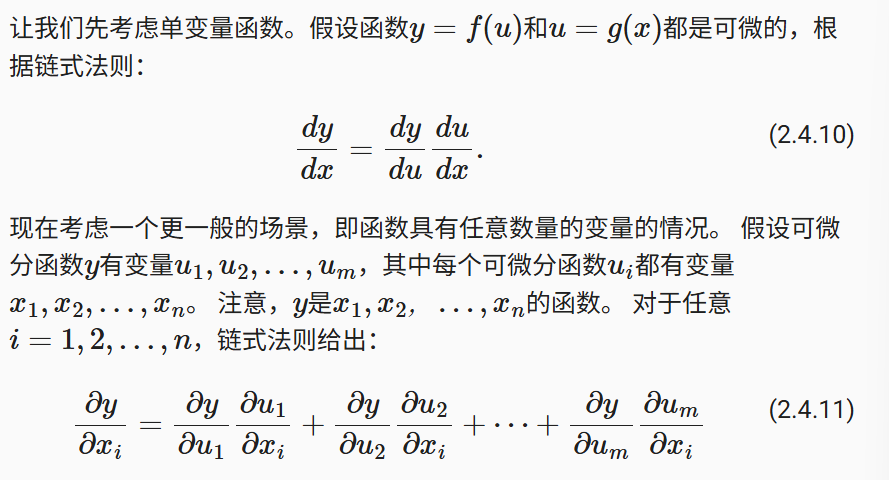 让我们先考虑单变量函数。假设函数y = f(u)和u = g(x)都是可微的，根
据链式法则：
dy/dx = dy/du du/dx. (2.4.10)
现在考虑一个更一般的场景，即函数具有任意数量的变量的情况。 假设可微
分函数y有变量u₁, u₂, …, uₘ，其中每个可微分函数uᵢ都有变量
x₁, x₂, …, xₙ。 注意，y是x₁, x₂， …, xₙ的函数。 对于任意
i = 1, 2, …, n，链式法则给出：
∂y/∂xᵢ = ∂y/∂u₁ ∂u₁/∂xᵢ + ∂y/∂u₂ ∂u₂/∂xᵢ + ⋯ + ∂y/∂uₘ ∂uₘ/∂xᵢ (2.4.11)